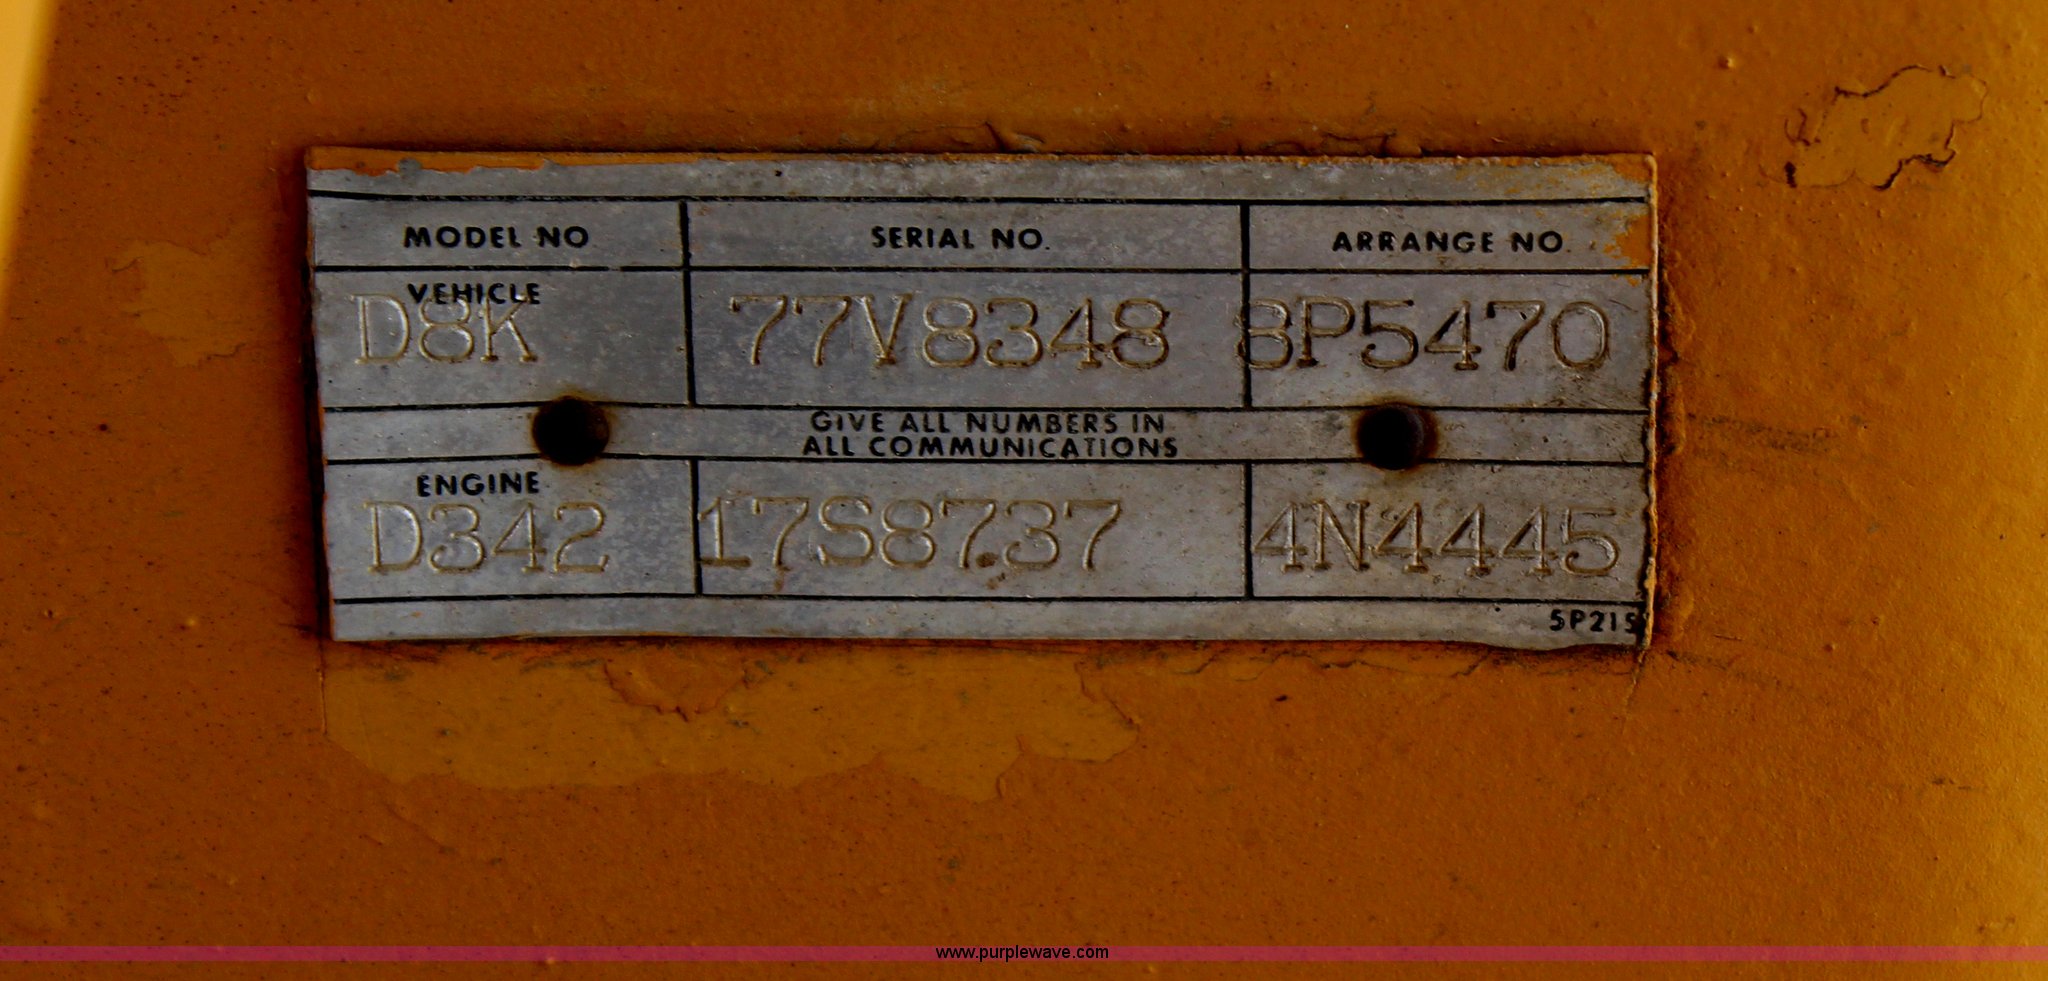 MODEL NO SERIAL NO. ARRANGE NO.
VEHICLE
D8K 77V8348 8P5470
GIVE ALL NUMBERS IN
ALL COMMUNICATIONS
ENGINE
D342 17S8737 4N4445
5P215
www.purplewave.com